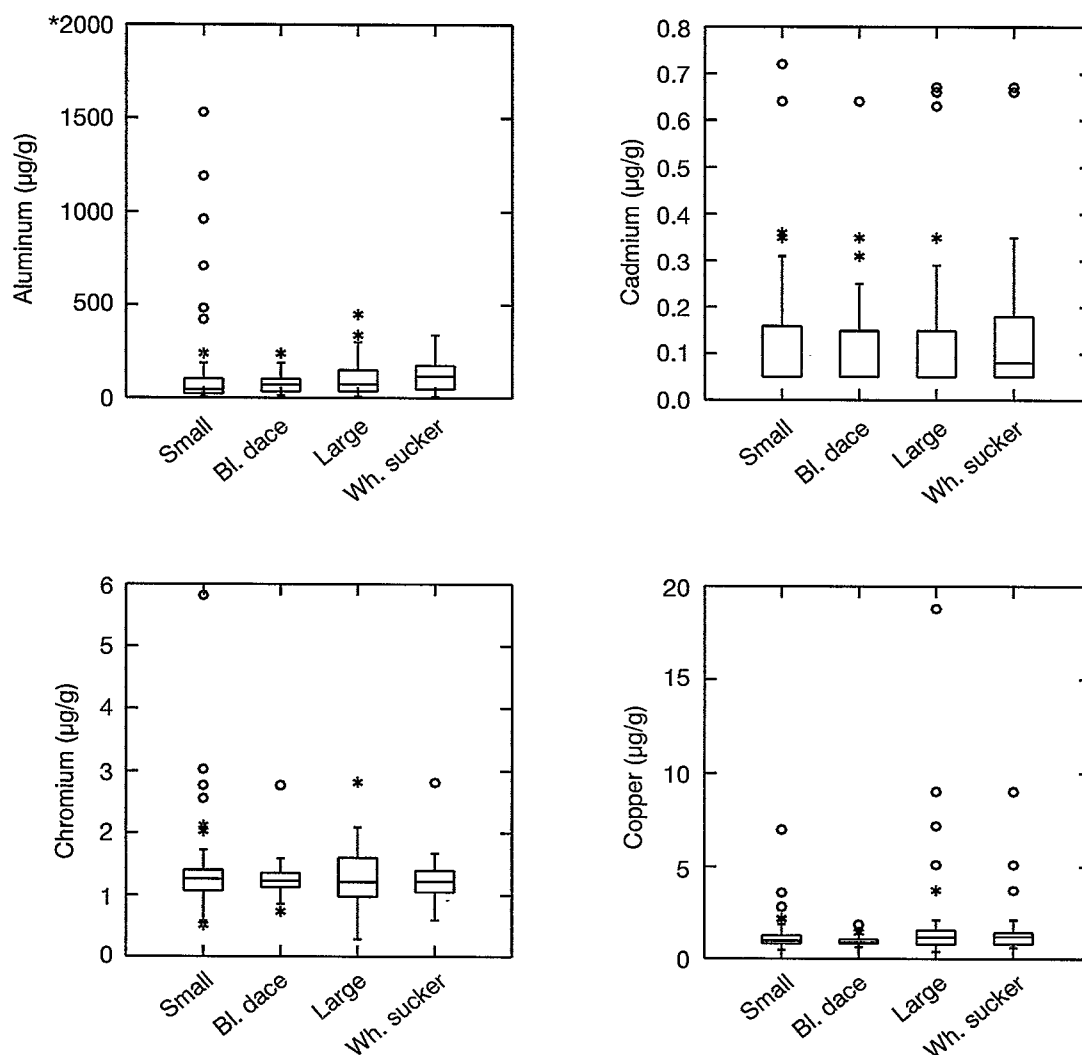 *2000
1500
1000
500
0
Aluminum (µg/g)
Small
Bl. dace
Large
Wh. sucker
0.8
0.7
0.6
0.5
0.4
0.3
0.2
0.1
0.0
Cadmium (µg/g)
Small
Bl. dace
Large
Wh. sucker
6
5
4
3
2
1
0
Chromium (µg/g)
Small
Bl. dace
Large
Wh. sucker
20
15
10
5
0
Copper (µg/g)
Small
Bl. dace
Large
Wh. sucker